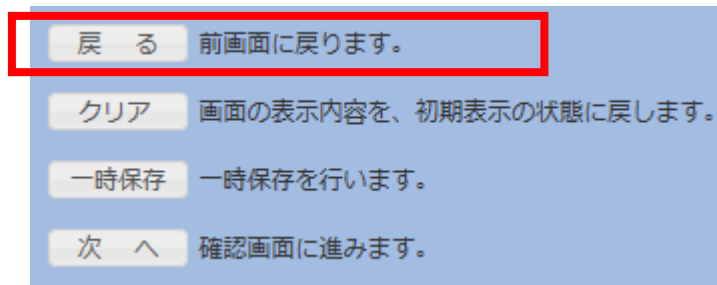 戻　る 前画面に戻ります。
クリア 画面の表示内容を、初期表示の状態に戻します。
一時保存 一時保存を行います。
次　へ 確認画面に進みます。